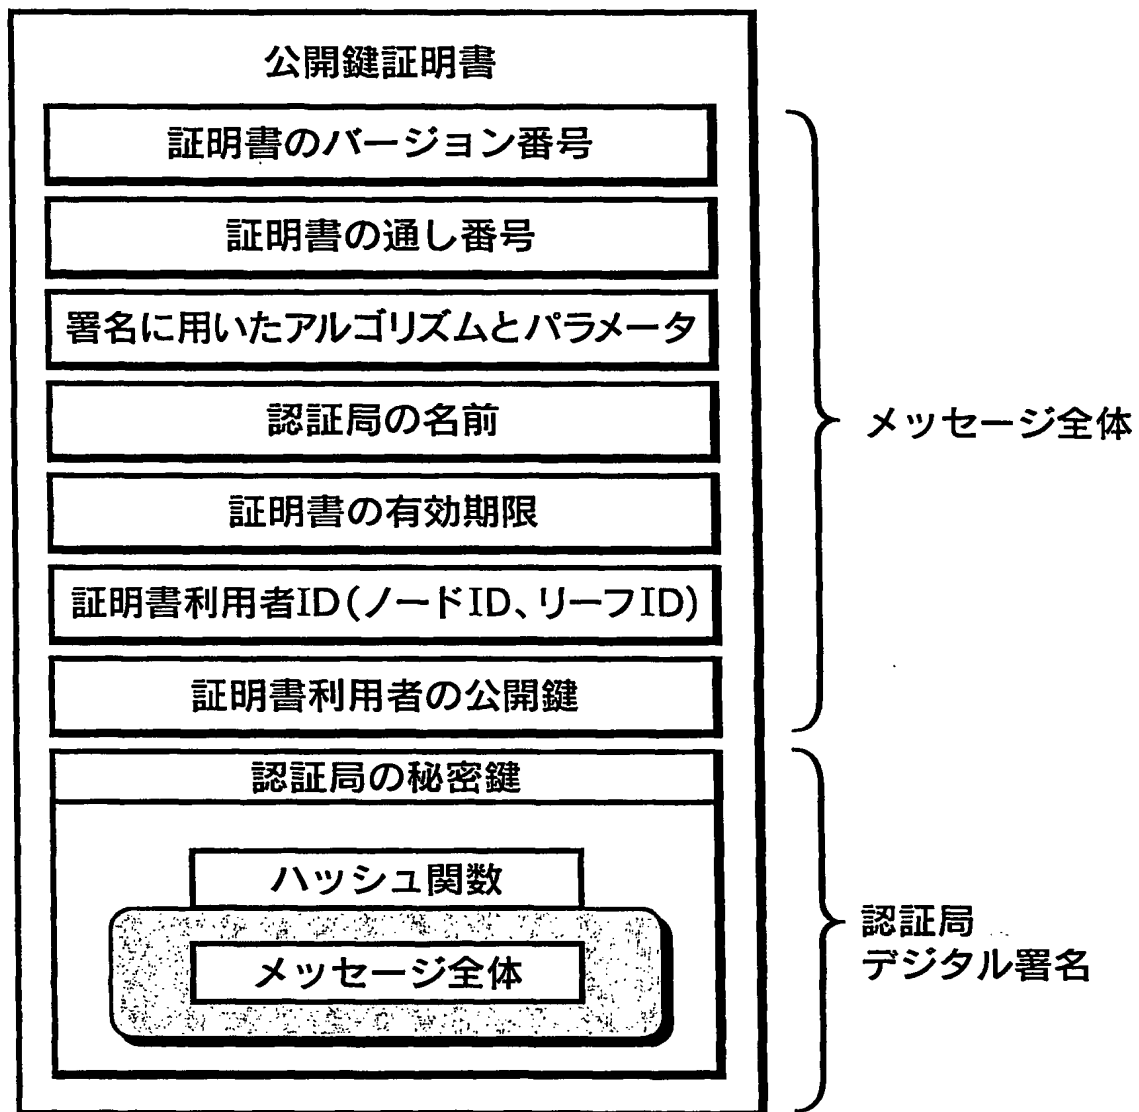 公開鍵証明書
証明書のバージョン番号
証明書の通し番号
署名に用いたアルゴリズムとパラメータ
認証局の名前
証明書の有効期限
証明書利用者ID(ノードID、リーフID)
証明書利用者の公開鍵
メッセージ全体
認証局の秘密鍵
ハッシュ関数
メッセージ全体
認証局
デジタル署名